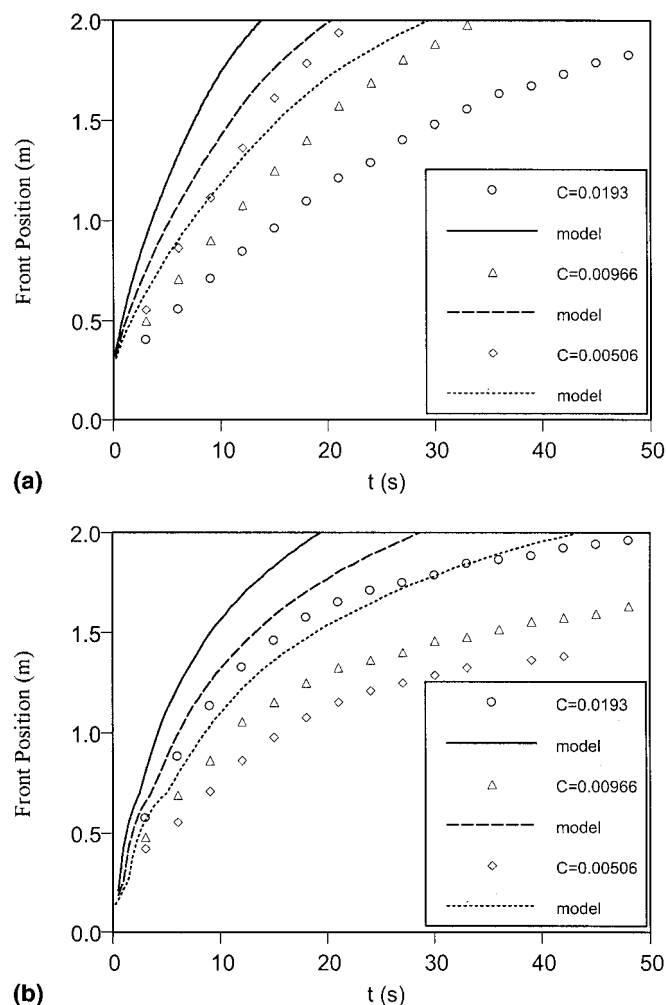 2.0
1.5
1.0
0.5
0.0
Front Position (m)
0 10 20 30 40 50
t (s)
C=0.0193
model
C=0.00966
model
C=0.00506
model
(a)
2.0
1.5
1.0
0.5
0.0
Front Position (m)
0 10 20 30 40 50
t (s)
C=0.0193
model
C=0.00966
model
C=0.00506
model
(b)